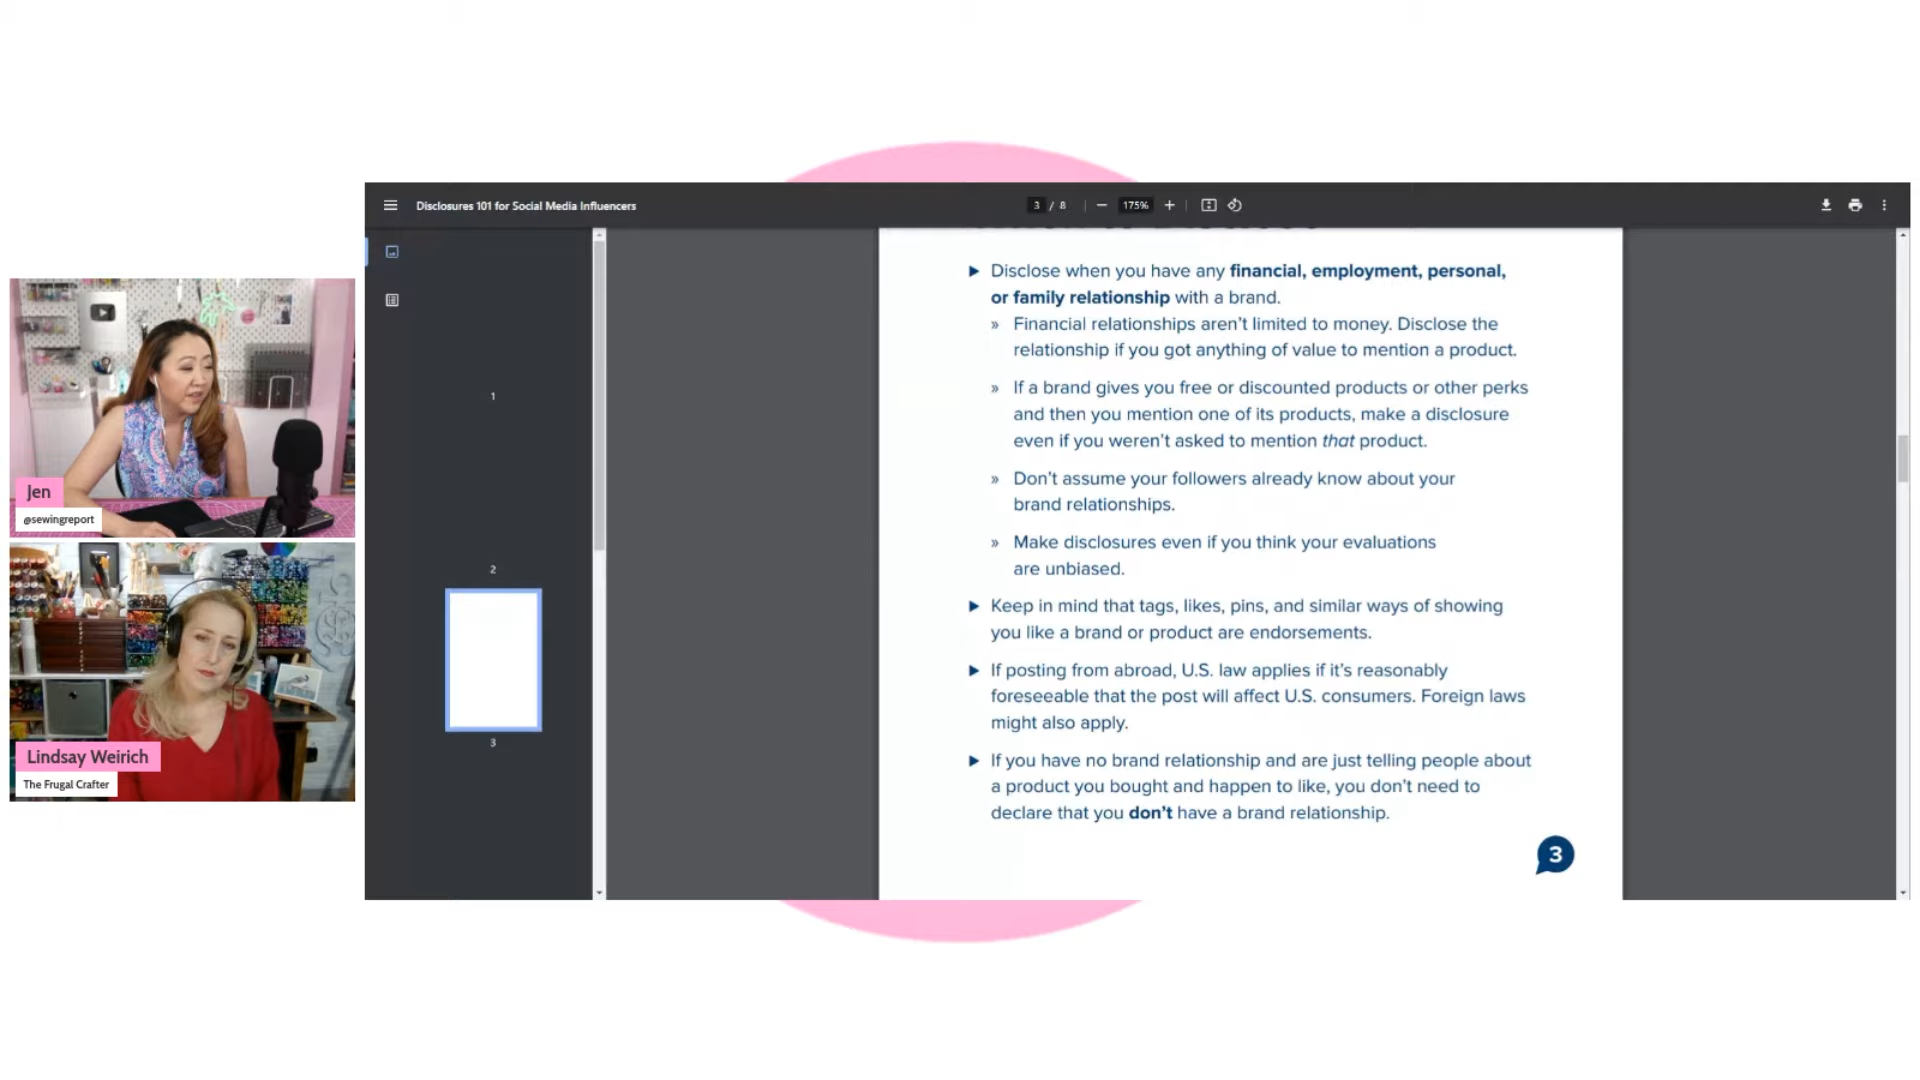 Disclosures 101 for Social Media Influencers
3 / 8
175%
1
2
3
Jen
@sewingreport
Lindsay Weirich
The Frugal Crafter
▶ Disclose when you have any financial, employment, personal,
or family relationship with a brand.
» Financial relationships aren't limited to money. Disclose the
relationship if you got anything of value to mention a product.
» If a brand gives you free or discounted products or other perks
and then you mention one of its products, make a disclosure
even if you weren't asked to mention that product.
» Don't assume your followers already know about your
brand relationships.
» Make disclosures even if you think your evaluations
are unbiased.
▶ Keep in mind that tags, likes, pins, and similar ways of showing
you like a brand or product are endorsements.
▶ If posting from abroad, U.S. law applies if it's reasonably
foreseeable that the post will affect U.S. consumers. Foreign laws
might also apply.
▶ If you have no brand relationship and are just telling people about
a product you bought and happen to like, you don't need to
declare that you don't have a brand relationship.
3